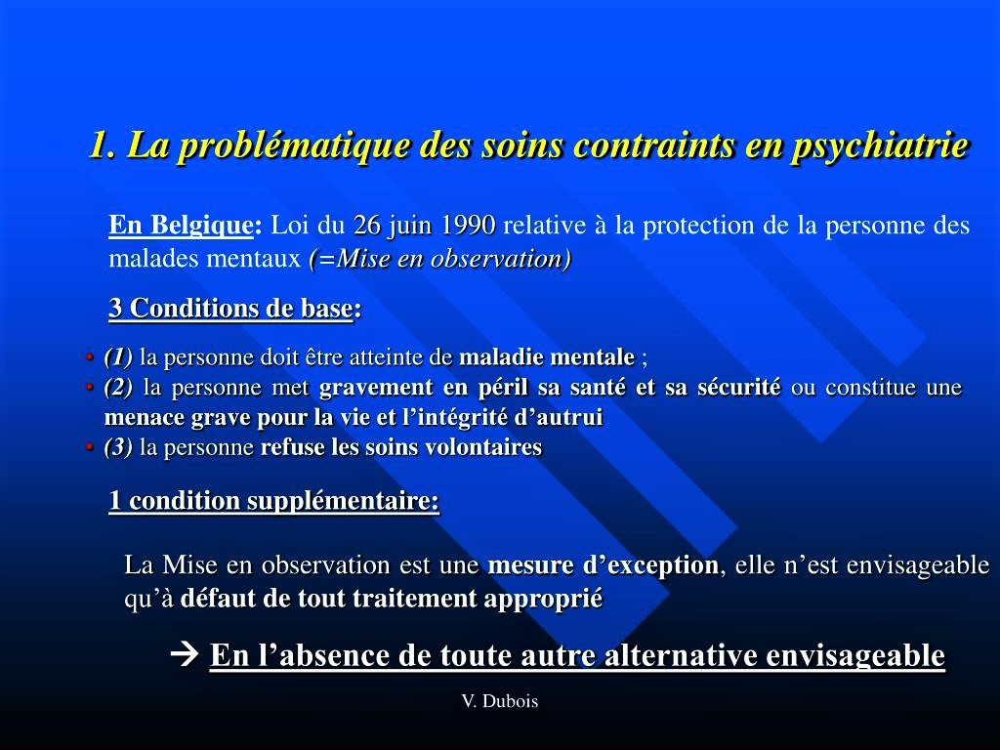 1. La problématique des soins contraints en psychiatrie
En Belgique: Loi du 26 juin 1990 relative à la protection de la personne des
malades mentaux (=Mise en observation)
3 Conditions de base:
• (1) la personne doit être atteinte de maladie mentale ;
• (2) la personne met gravement en péril sa santé et sa sécurité ou constitue une
menace grave pour la vie et l’intégrité d’autrui
• (3) la personne refuse les soins volontaires
1 condition supplémentaire:
La Mise en observation est une mesure d’exception, elle n’est envisageable
qu’à défaut de tout traitement approprié
→ En l’absence de toute autre alternative envisageable
V. Dubois